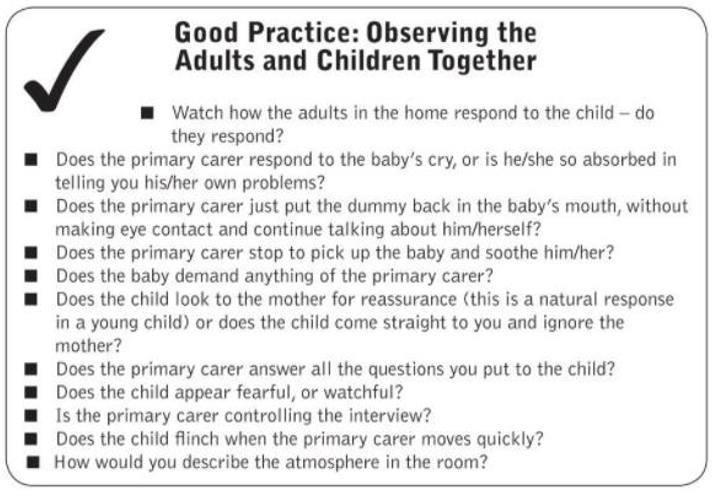 Good Practice: Observing the
Adults and Children Together
■ Watch how the adults in the home respond to the child – do
they respond?
■ Does the primary carer respond to the baby's cry, or is he/she so absorbed in
telling you his/her own problems?
■ Does the primary carer just put the dummy back in the baby's mouth, without
making eye contact and continue talking about him/herself?
■ Does the primary carer stop to pick up the baby and soothe him/her?
■ Does the baby demand anything of the primary carer?
■ Does the child look to the mother for reassurance (this is a natural response
in a young child) or does the child come straight to you and ignore the
mother?
■ Does the primary carer answer all the questions you put to the child?
■ Does the child appear fearful, or watchful?
■ Is the primary carer controlling the interview?
■ Does the child flinch when the primary carer moves quickly?
■ How would you describe the atmosphere in the room?